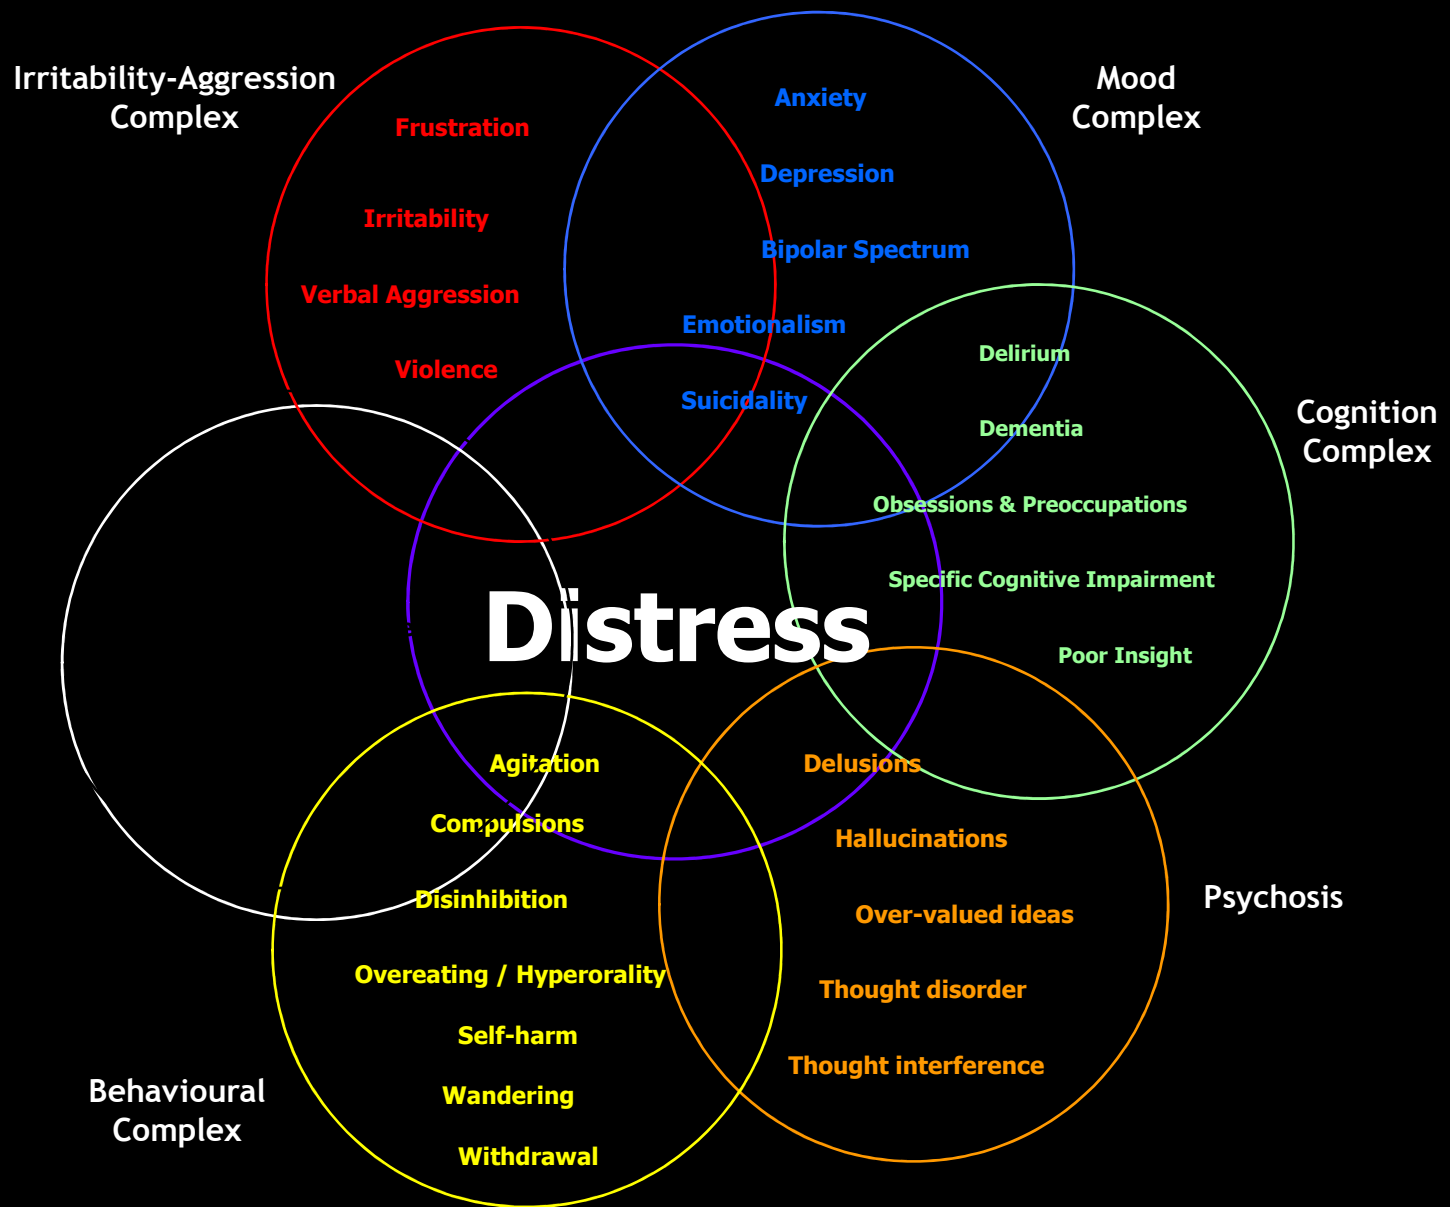 Irritability-Aggression
Complex
Frustration
Irritability
Verbal Aggression
Violence
Mood
Complex
Anxiety
Depression
Bipolar Spectrum
Emotionalism
Suicidality
Cognition
Complex
Delirium
Dementia
Obsessions & Preoccupations
Specific Cognitive Impairment
Poor Insight
Distress
Behavioural
Complex
Agitation
Compulsions
Disinhibition
Overeating / Hyperorality
Self-harm
Wandering
Withdrawal
Psychosis
Delusions
Hallucinations
Over-valued ideas
Thought disorder
Thought interference